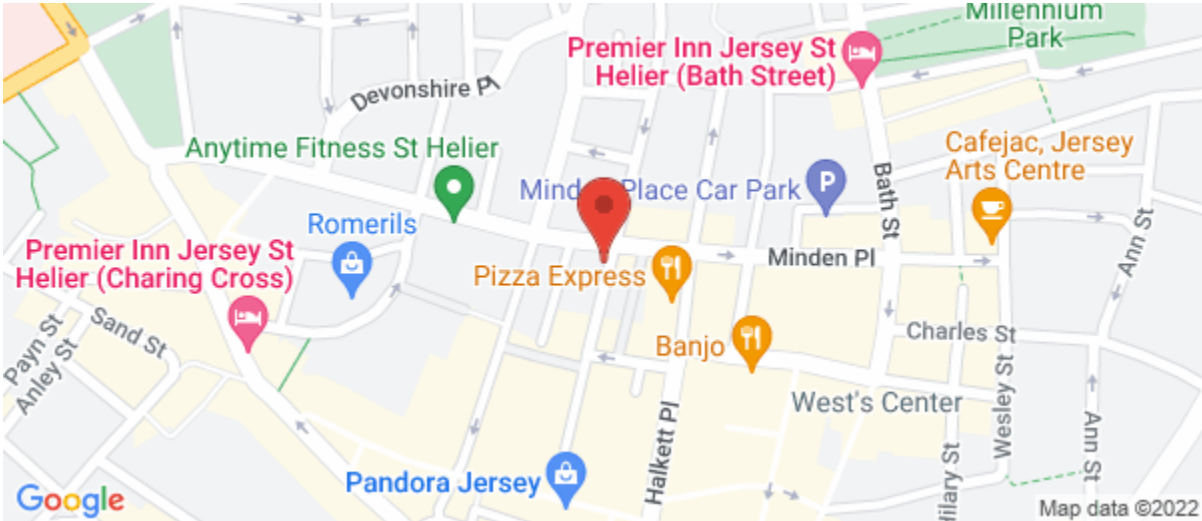 Millennium
Park
Premier Inn Jersey St
Helier (Bath Street)
Devonshire Pl
Anytime Fitness St Helier
Cafejac, Jersey
Arts Centre
Minden Place Car Park
P
Bath St
Ann St
Romerils
Premier Inn Jersey St
Helier (Charing Cross)
Minden Pl
Pizza Express
Sand St
Payn St
Anley St
Charles St
Banjo
Wesley St
West's Center
Halkett Pl
Ann St
Hilary St
Pandora Jersey
Google
Map data ©2022